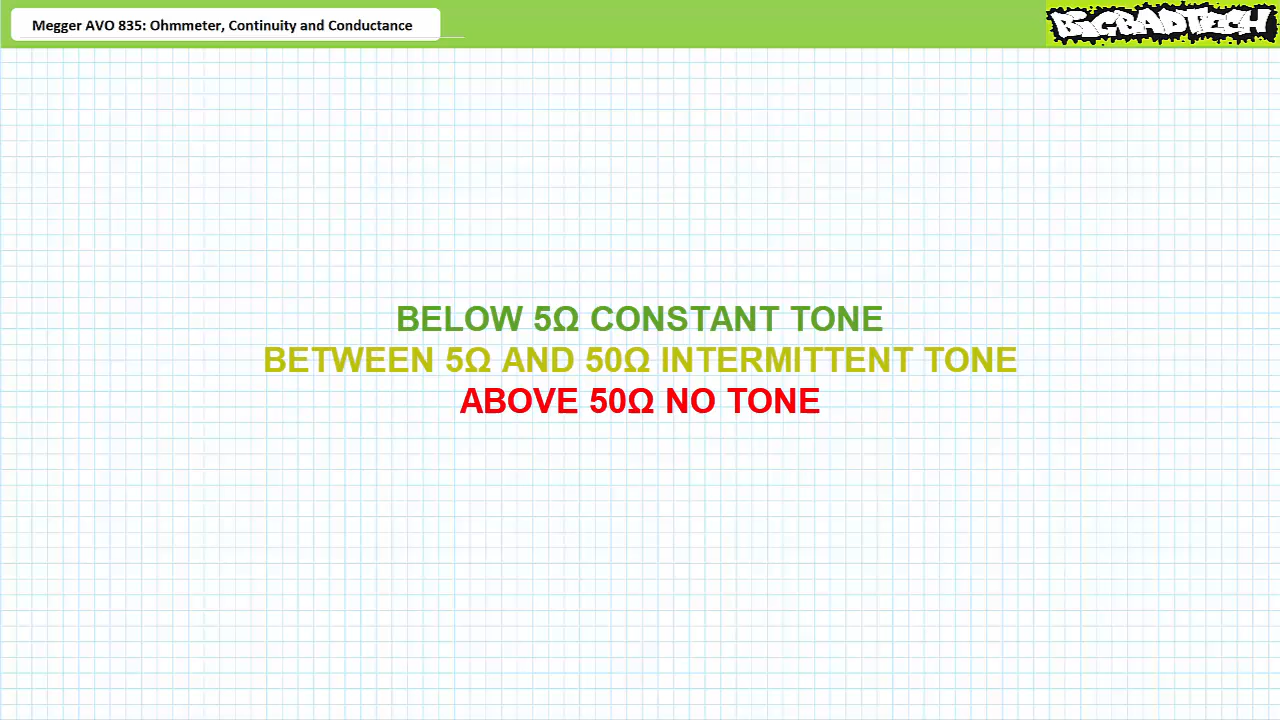 Megger AVO 835: Ohmmeter, Continuity and Conductance
BIGBADTECH
BELOW 5Ω CONSTANT TONE
BETWEEN 5Ω AND 50Ω INTERMITTENT TONE
ABOVE 50Ω NO TONE